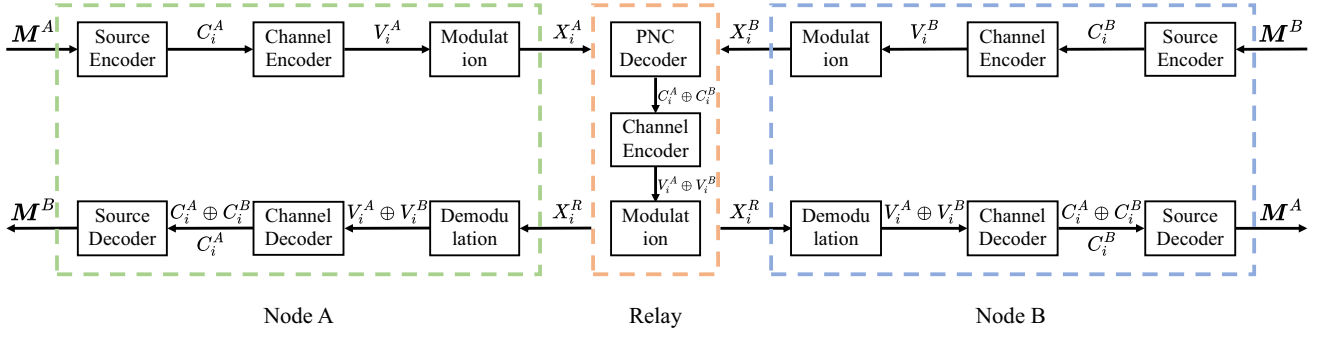 M^A
Source
Encoder
C_i^A
Channel
Encoder
V_i^A
Modulat
ion
X_i^A
PNC
Decoder
X_i^B
Modulat
ion
V_i^B
Channel
Encoder
C_i^B
Source
Encoder
M^B
C_i^A ⊕ C_i^B
Channel
Encoder
V_i^A ⊕ V_i^B
M^B
Source
Decoder
C_i^A ⊕ C_i^B
C_i^A
Channel
Decoder
V_i^A ⊕ V_i^B
Demodu
lation
X_i^R
Modulat
ion
X_i^R
Demodu
lation
V_i^A ⊕ V_i^B
Channel
Decoder
C_i^A ⊕ C_i^B
C_i^B
Source
Decoder
M^A
Node A
Relay
Node B